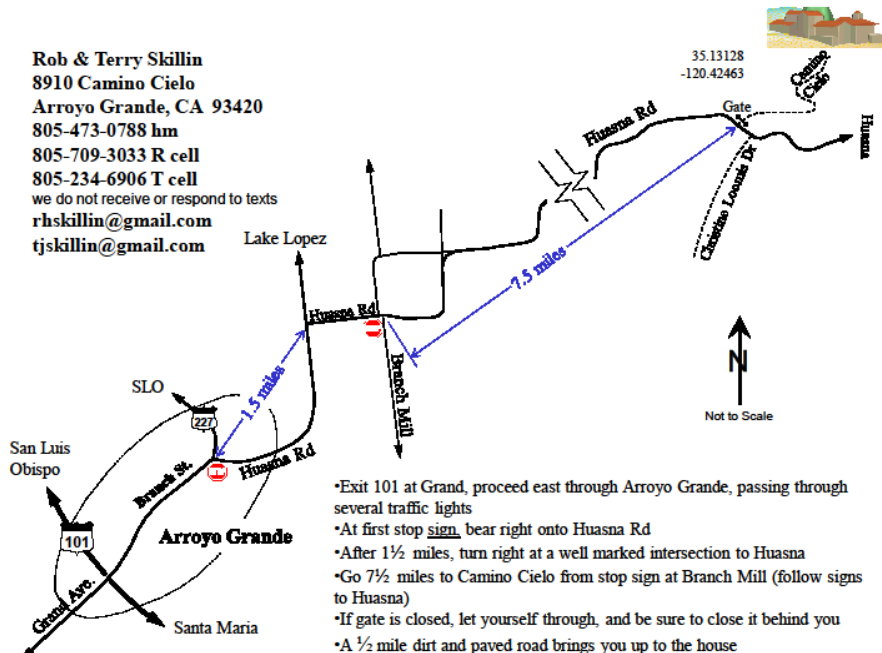 Rob & Terry Skillin
8910 Camino Cielo
Arroyo Grande, CA 93420
805-473-0788 hm
805-709-3033 R cell
805-234-6906 T cell
we do not receive or respond to texts
rhskillin@gmail.com
tjskillin@gmail.com
35.13128
-120.42463
Camino
Cielo
Gate
Huasna Rd
Huasna
Christino Loomis Dr
Lake Lopez
7.5 miles
Huasna Rd
Branch Mill
1.5 miles
N
Not to Scale
SLO
227
Huasna Rd
Branch St.
San Luis
Obispo
101
Arroyo Grande
Grand Ave.
Santa Maria
•Exit 101 at Grand, proceed east through Arroyo Grande, passing through
several traffic lights
•At first stop sign, bear right onto Huasna Rd
•After 1½ miles, turn right at a well marked intersection to Huasna
•Go 7½ miles to Camino Cielo from stop sign at Branch Mill (follow signs
to Huasna)
•If gate is closed, let yourself through, and be sure to close it behind you
•A ½ mile dirt and paved road brings you up to the house